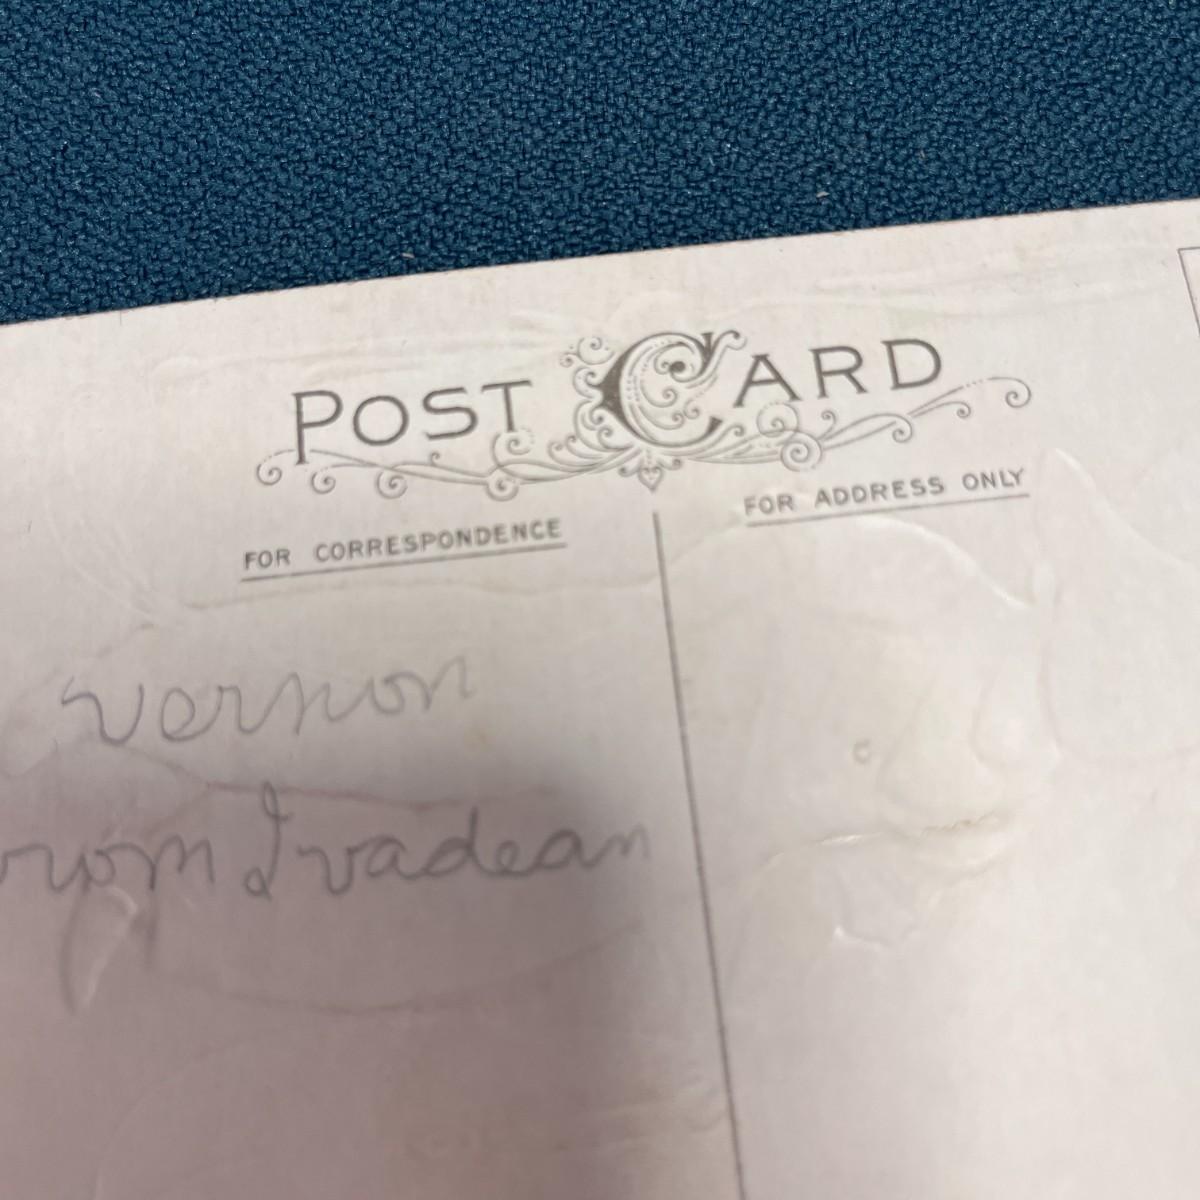 POST CARD
FOR CORRESPONDENCE
FOR ADDRESS ONLY
vernon
Ivadean